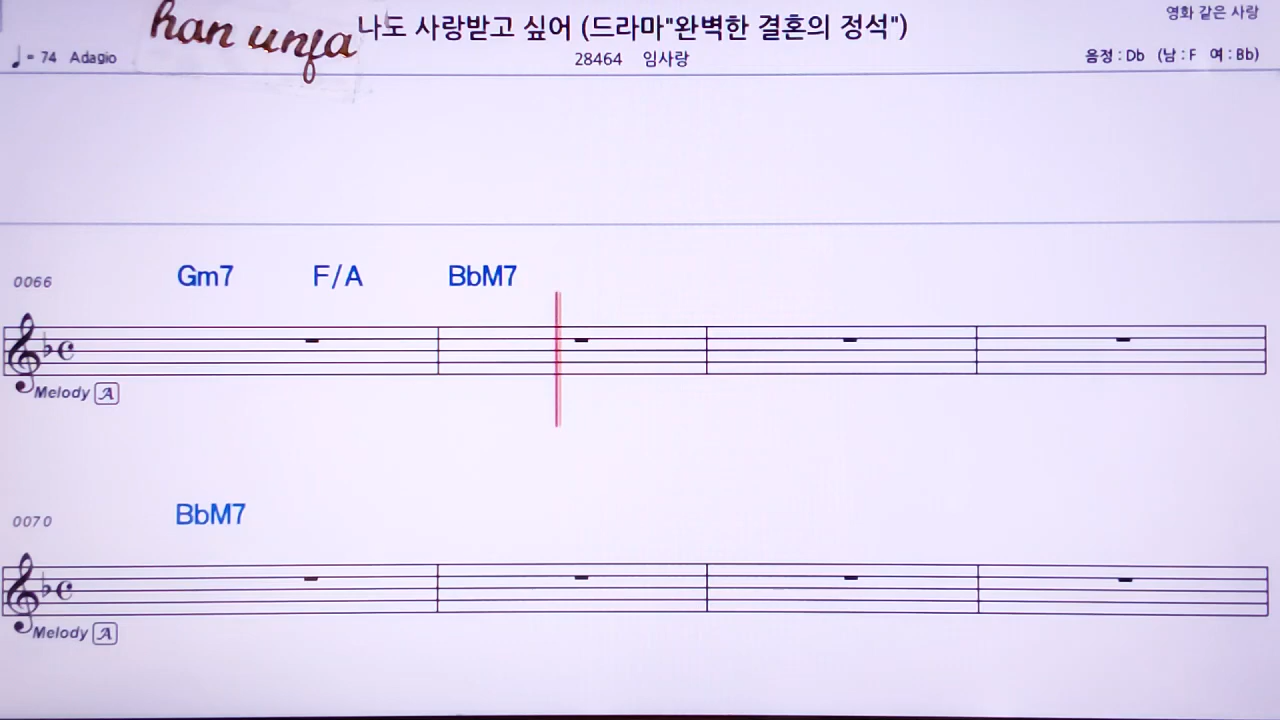 영화 같은 사랑
han unfa 나도 사랑받고 싶어 (드라마"완벽한 결혼의 정석")
♩= 74 Adagio 28464 임사랑 음정 : Db (남 : F 여 : Bb)
0066 Gm7 F/A BbM7
Melody A
0070 BbM7
Melody A